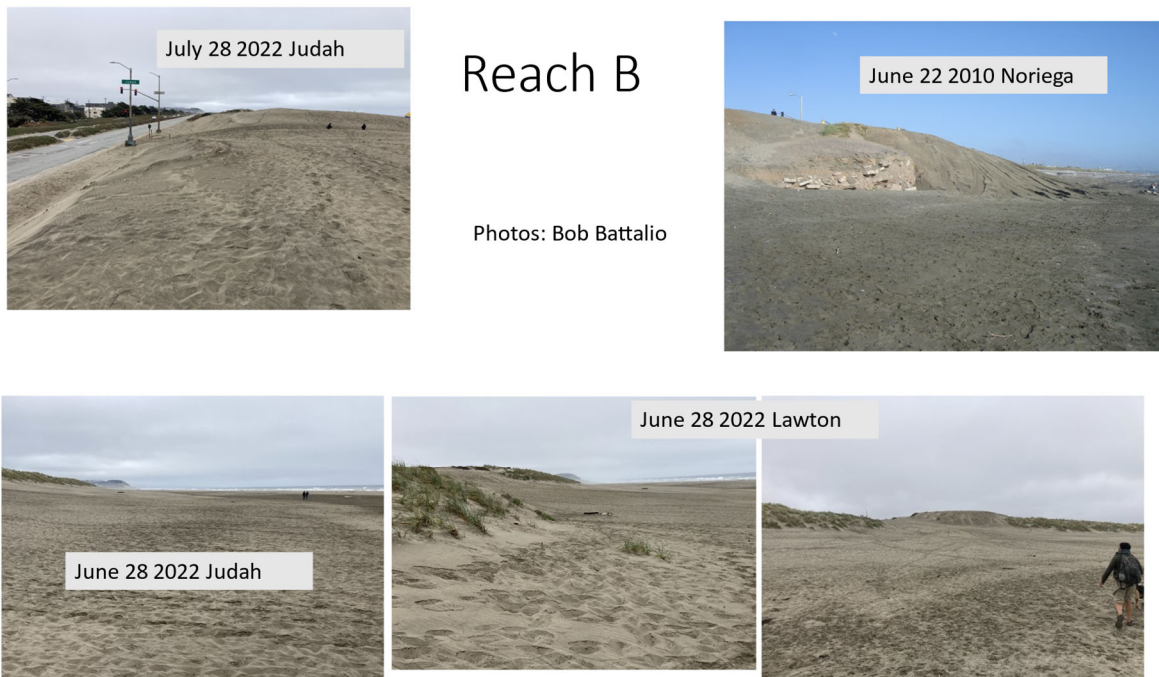 July 28 2022 Judah
Reach B
June 22 2010 Noriega
Photos: Bob Battalio
June 28 2022 Lawton
June 28 2022 Judah